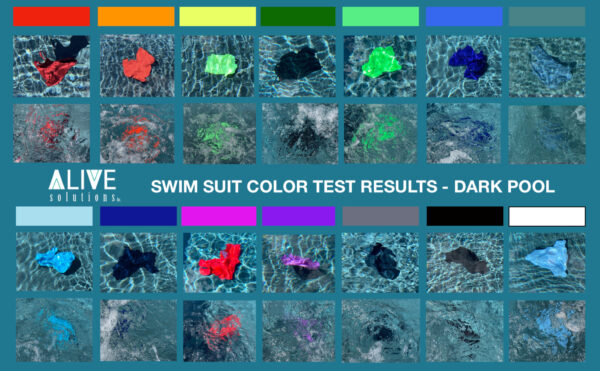 ALIVE
solutions
SWIM SUIT COLOR TEST RESULTS - DARK POOL